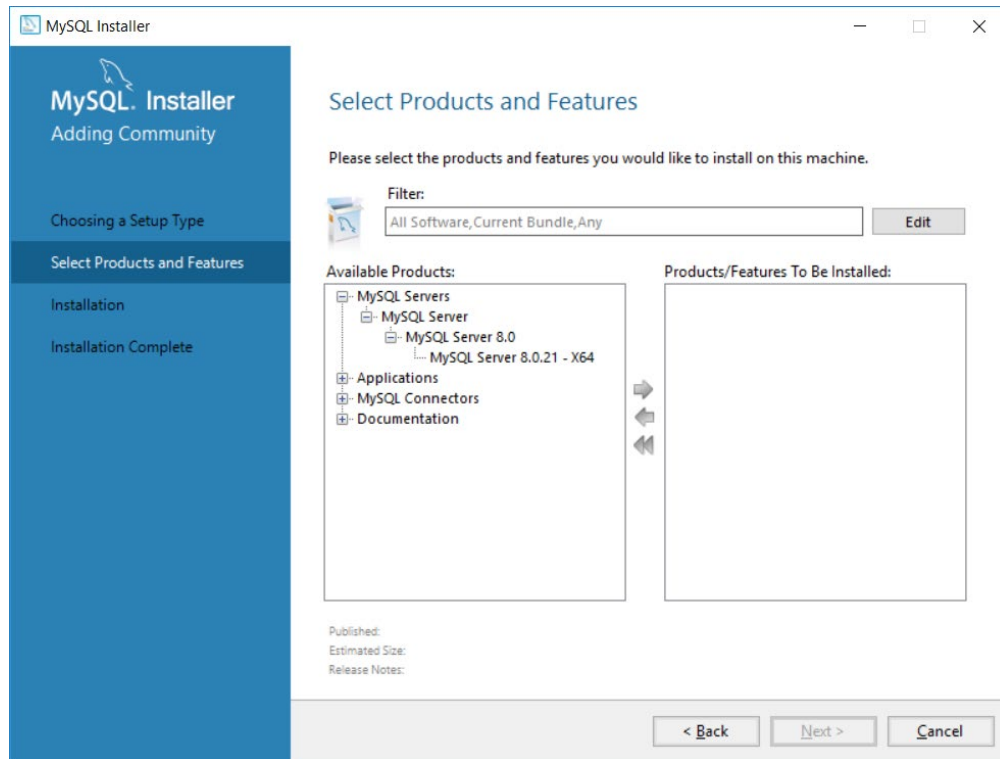 MySQL Installer
MySQL. Installer
Adding Community
Choosing a Setup Type
Select Products and Features
Installation
Installation Complete
Select Products and Features
Please select the products and features you would like to install on this machine.
Filter:
All Software,Current Bundle,Any
Edit
Available Products:
MySQL Servers
MySQL Server
MySQL Server 8.0
MySQL Server 8.0.21 - X64
Applications
MySQL Connectors
Documentation
Products/Features To Be Installed:
Published:
Estimated Size:
Release Notes:
< Back
Next >
Cancel